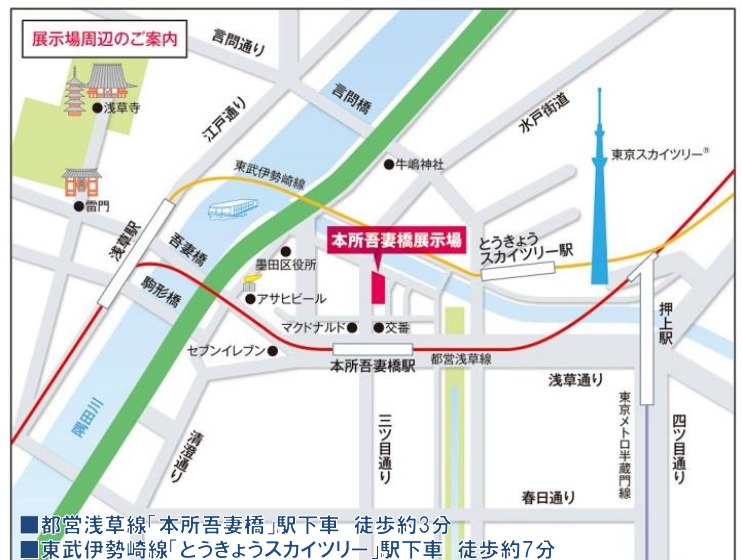 展示場周辺のご案内
言問通り
言問橋
江戸通り
水戸街道
浅草寺
東京スカイツリー®
牛嶋神社
東武伊勢崎線
雷門
浅草駅
吾妻橋
本所吾妻橋展示場
とうきょう
スカイツリー駅
墨田区役所
駒形橋
アサヒビール
マクドナルド
交番
押上駅
セブンイレブン
本所吾妻橋駅
都営浅草線
浅草通り
隅田川
清澄通り
三ツ目通り
東京メトロ半蔵門線
四ツ目通り
春日通り
■都営浅草線「本所吾妻橋」駅下車 徒歩約3分
■東武伊勢崎線「とうきょうスカイツリー」駅下車 徒歩約7分